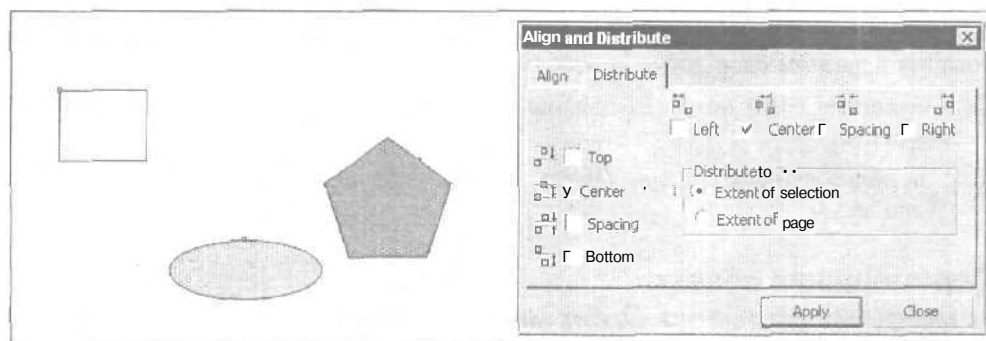 Align and Distribute
Align Distribute
Left Center Spacing Right
Top
Distribute to
Center Extent of selection
Spacing Extent of page
Bottom
Apply Close